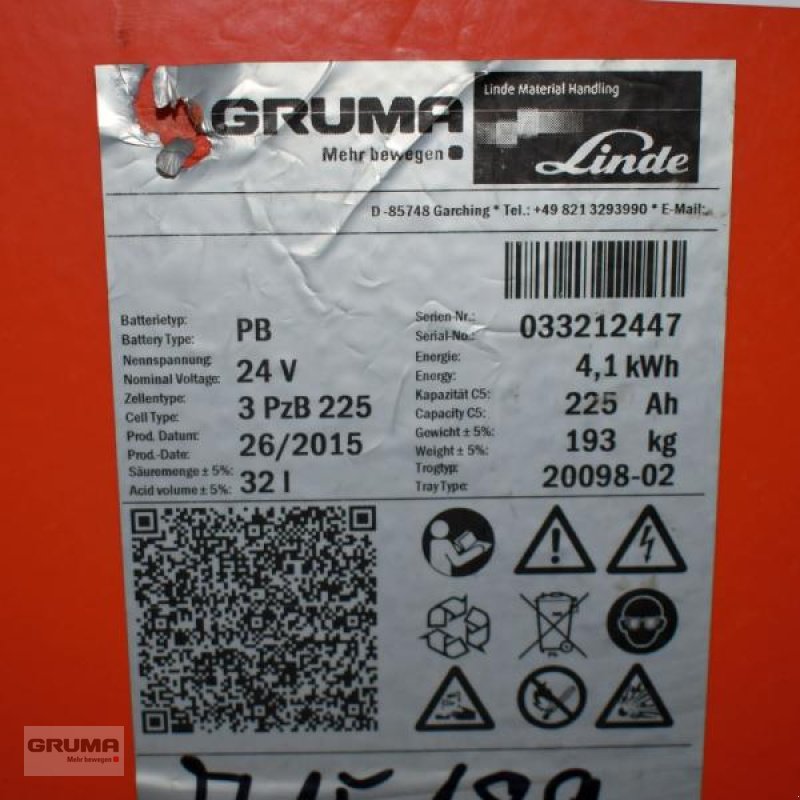 GRUMA
Mehr bewegen
Linde Material Handling
Linde
D -85748 Garching * Tel.: +49 821 3293990 * E-Mail:
Batterietyp:
Battery Type: PB
Nennspannung:
Nominal Voltage: 24 V
Zellentype:
Cell Type: 3 PzB 225
Prod. Datum:
Prod.-Date: 26/2015
Säuremenge ± 5%:
Acid volume ± 5%: 32 l
Serien-Nr.:
Serial-No.: 033212447
Energie:
Energy: 4,1 kWh
Kapazität C5:
Capacity C5: 225 Ah
Gewicht ± 5%:
Weight ± 5%: 193 kg
Trogtyp:
Tray Type: 20098-02
GRUMA
Mehr bewegen